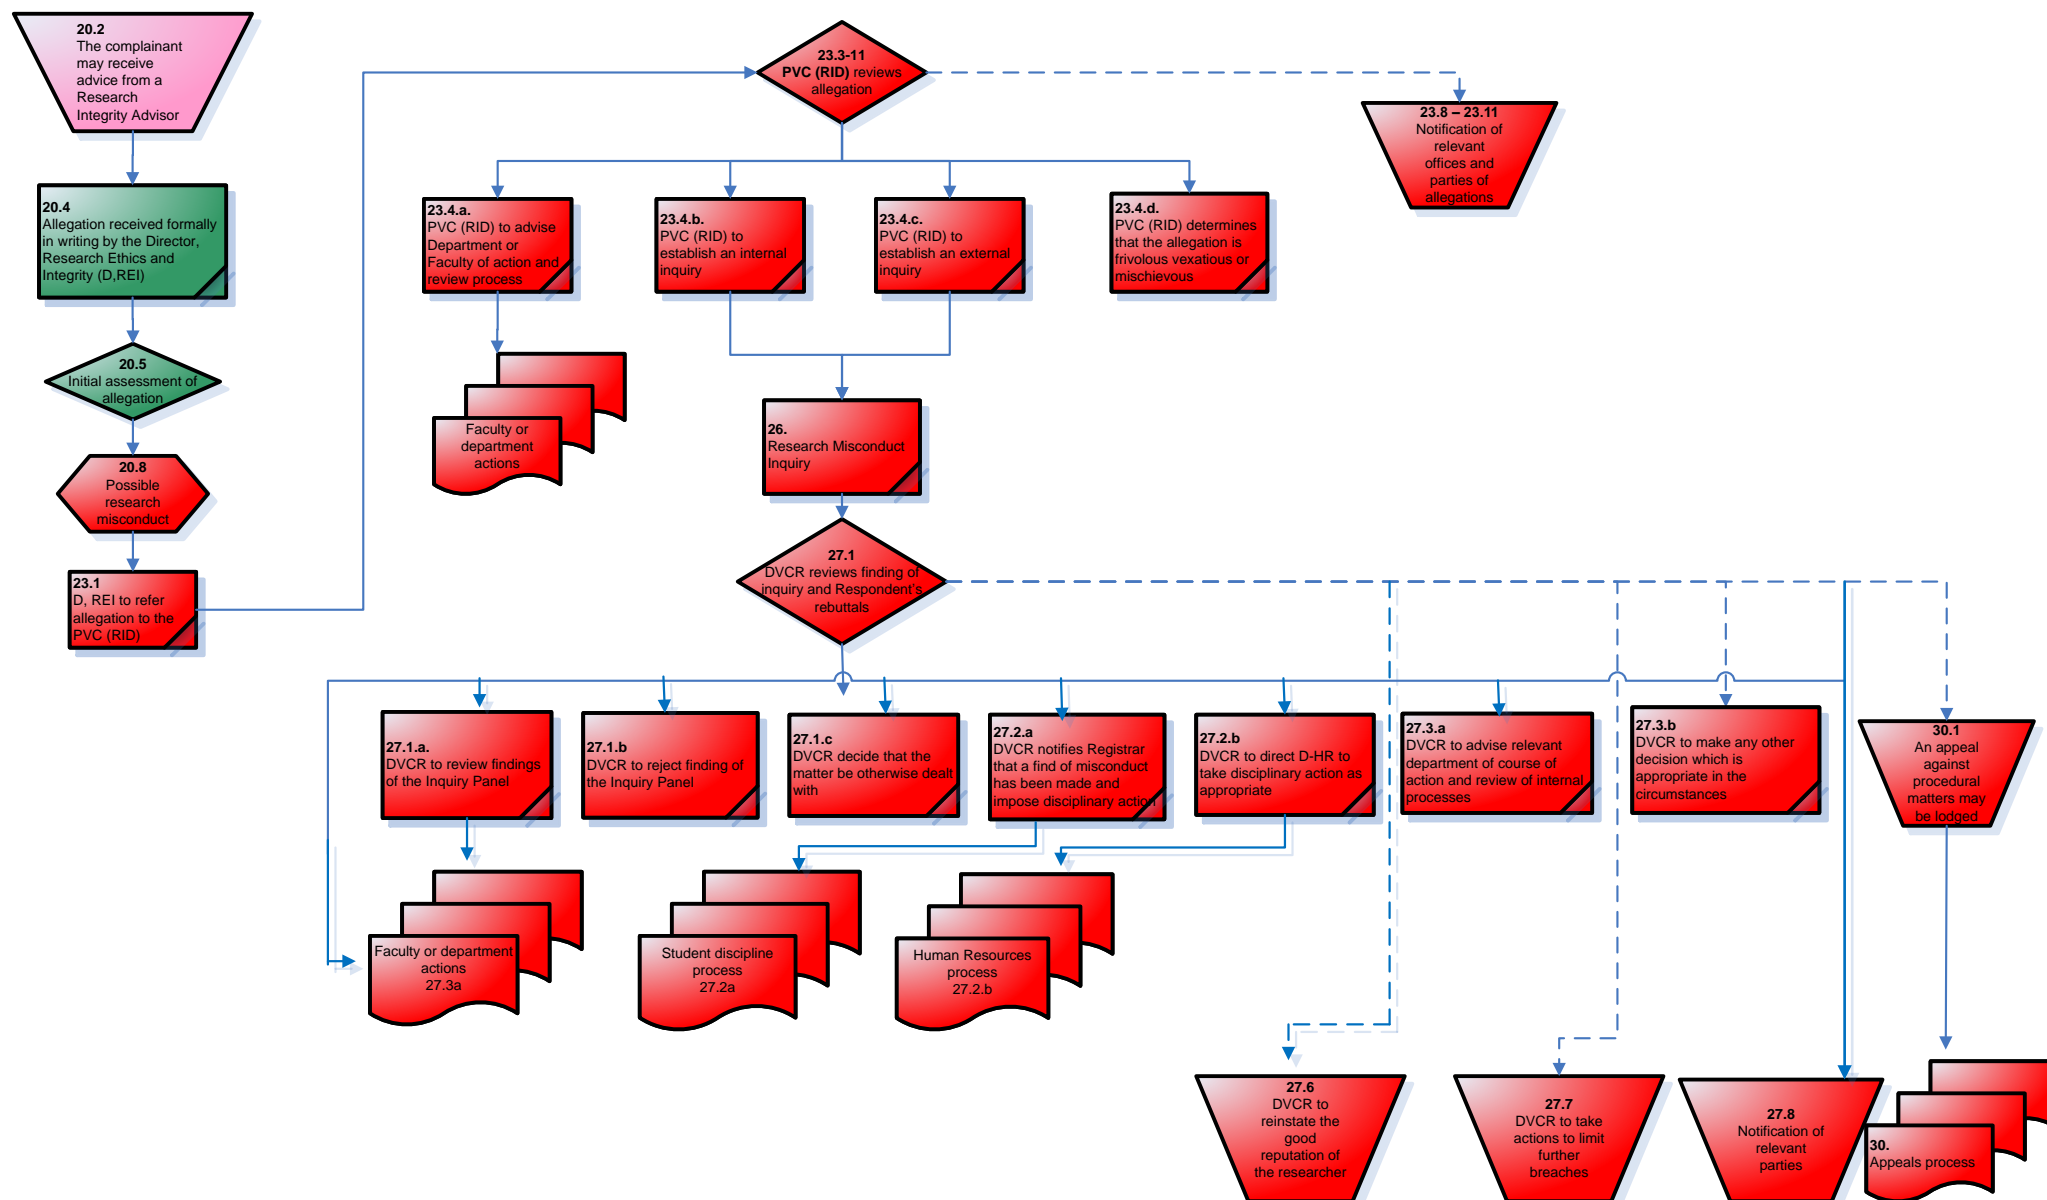 20.2
The complainant
may receive
advice from a
Research
Integrity Advisor
20.4
Allegation received formally
in writing by the Director,
Research Ethics and
Integrity (D,REI)
20.5
Initial assessment of
allegation
20.8
Possible
research
misconduct
23.1
D, REI to refer
allegation to the
PVC (RID)
23.3-11
PVC (RID) reviews
allegation
23.8 – 23.11
Notification of
relevant
offices and
parties of
allegations
23.4.a.
PVC (RID) to advise
Department or
Faculty of action and
review process
23.4.b.
PVC (RID) to
establish an internal
inquiry
23.4.c.
PVC (RID) to
establish an external
inquiry
23.4.d.
PVC (RID) determines
that the allegation is
frivolous vexatious or
mischievous
Faculty or
department
actions
26.
Research Misconduct
Inquiry
27.1
DVCR reviews finding of
inquiry and Respondent's
rebuttals
27.1.a.
DVCR to review findings
of the Inquiry Panel
27.1.b
DVCR to reject finding of
the Inquiry Panel
27.1.c
DVCR decide that the
matter be otherwise dealt
with
27.2.a
DVCR notifies Registrar
that a find of misconduct
has been made and
impose disciplinary action
27.2.b
DVCR to direct D-HR to
take disciplinary action as
appropriate
27.3.a
DVCR to advise relevant
department of course of
action and review of internal
processes
27.3.b
DVCR to make any other
decision which is
appropriate in the
circumstances
30.1
An appeal
against
procedural
matters may
be lodged
Faculty or department
actions
27.3a
Student discipline
process
27.2a
Human Resources
process
27.2.b
27.6
DVCR to
reinstate the
good
reputation of
the researcher
27.7
DVCR to take
actions to limit
further
breaches
27.8
Notification of
relevant
parties
30.
Appeals process